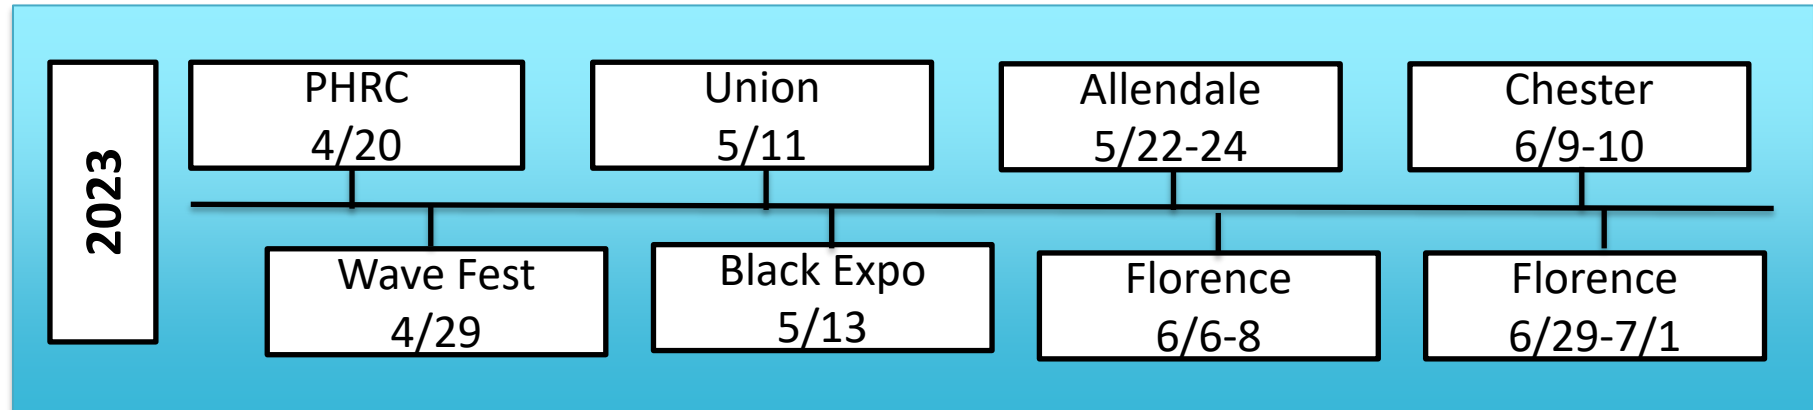 2023
PHRC
4/20
Union
5/11
Allendale
5/22-24
Chester
6/9-10
Wave Fest
4/29
Black Expo
5/13
Florence
6/6-8
Florence
6/29-7/1